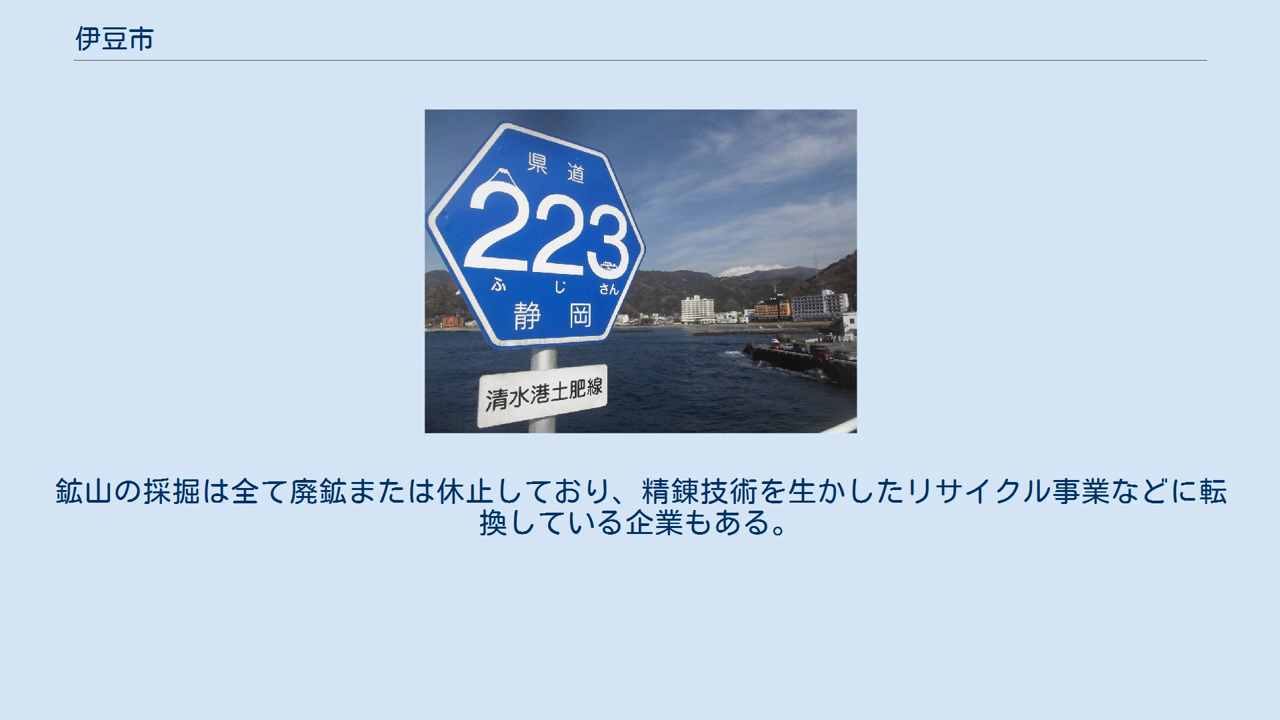 伊豆市
県道
223
ふじさん
静岡
清水港土肥線
鉱山の採掘は全て廃鉱または休止しており、精錬技術を生かしたリサイクル事業などに転
換している企業もある。